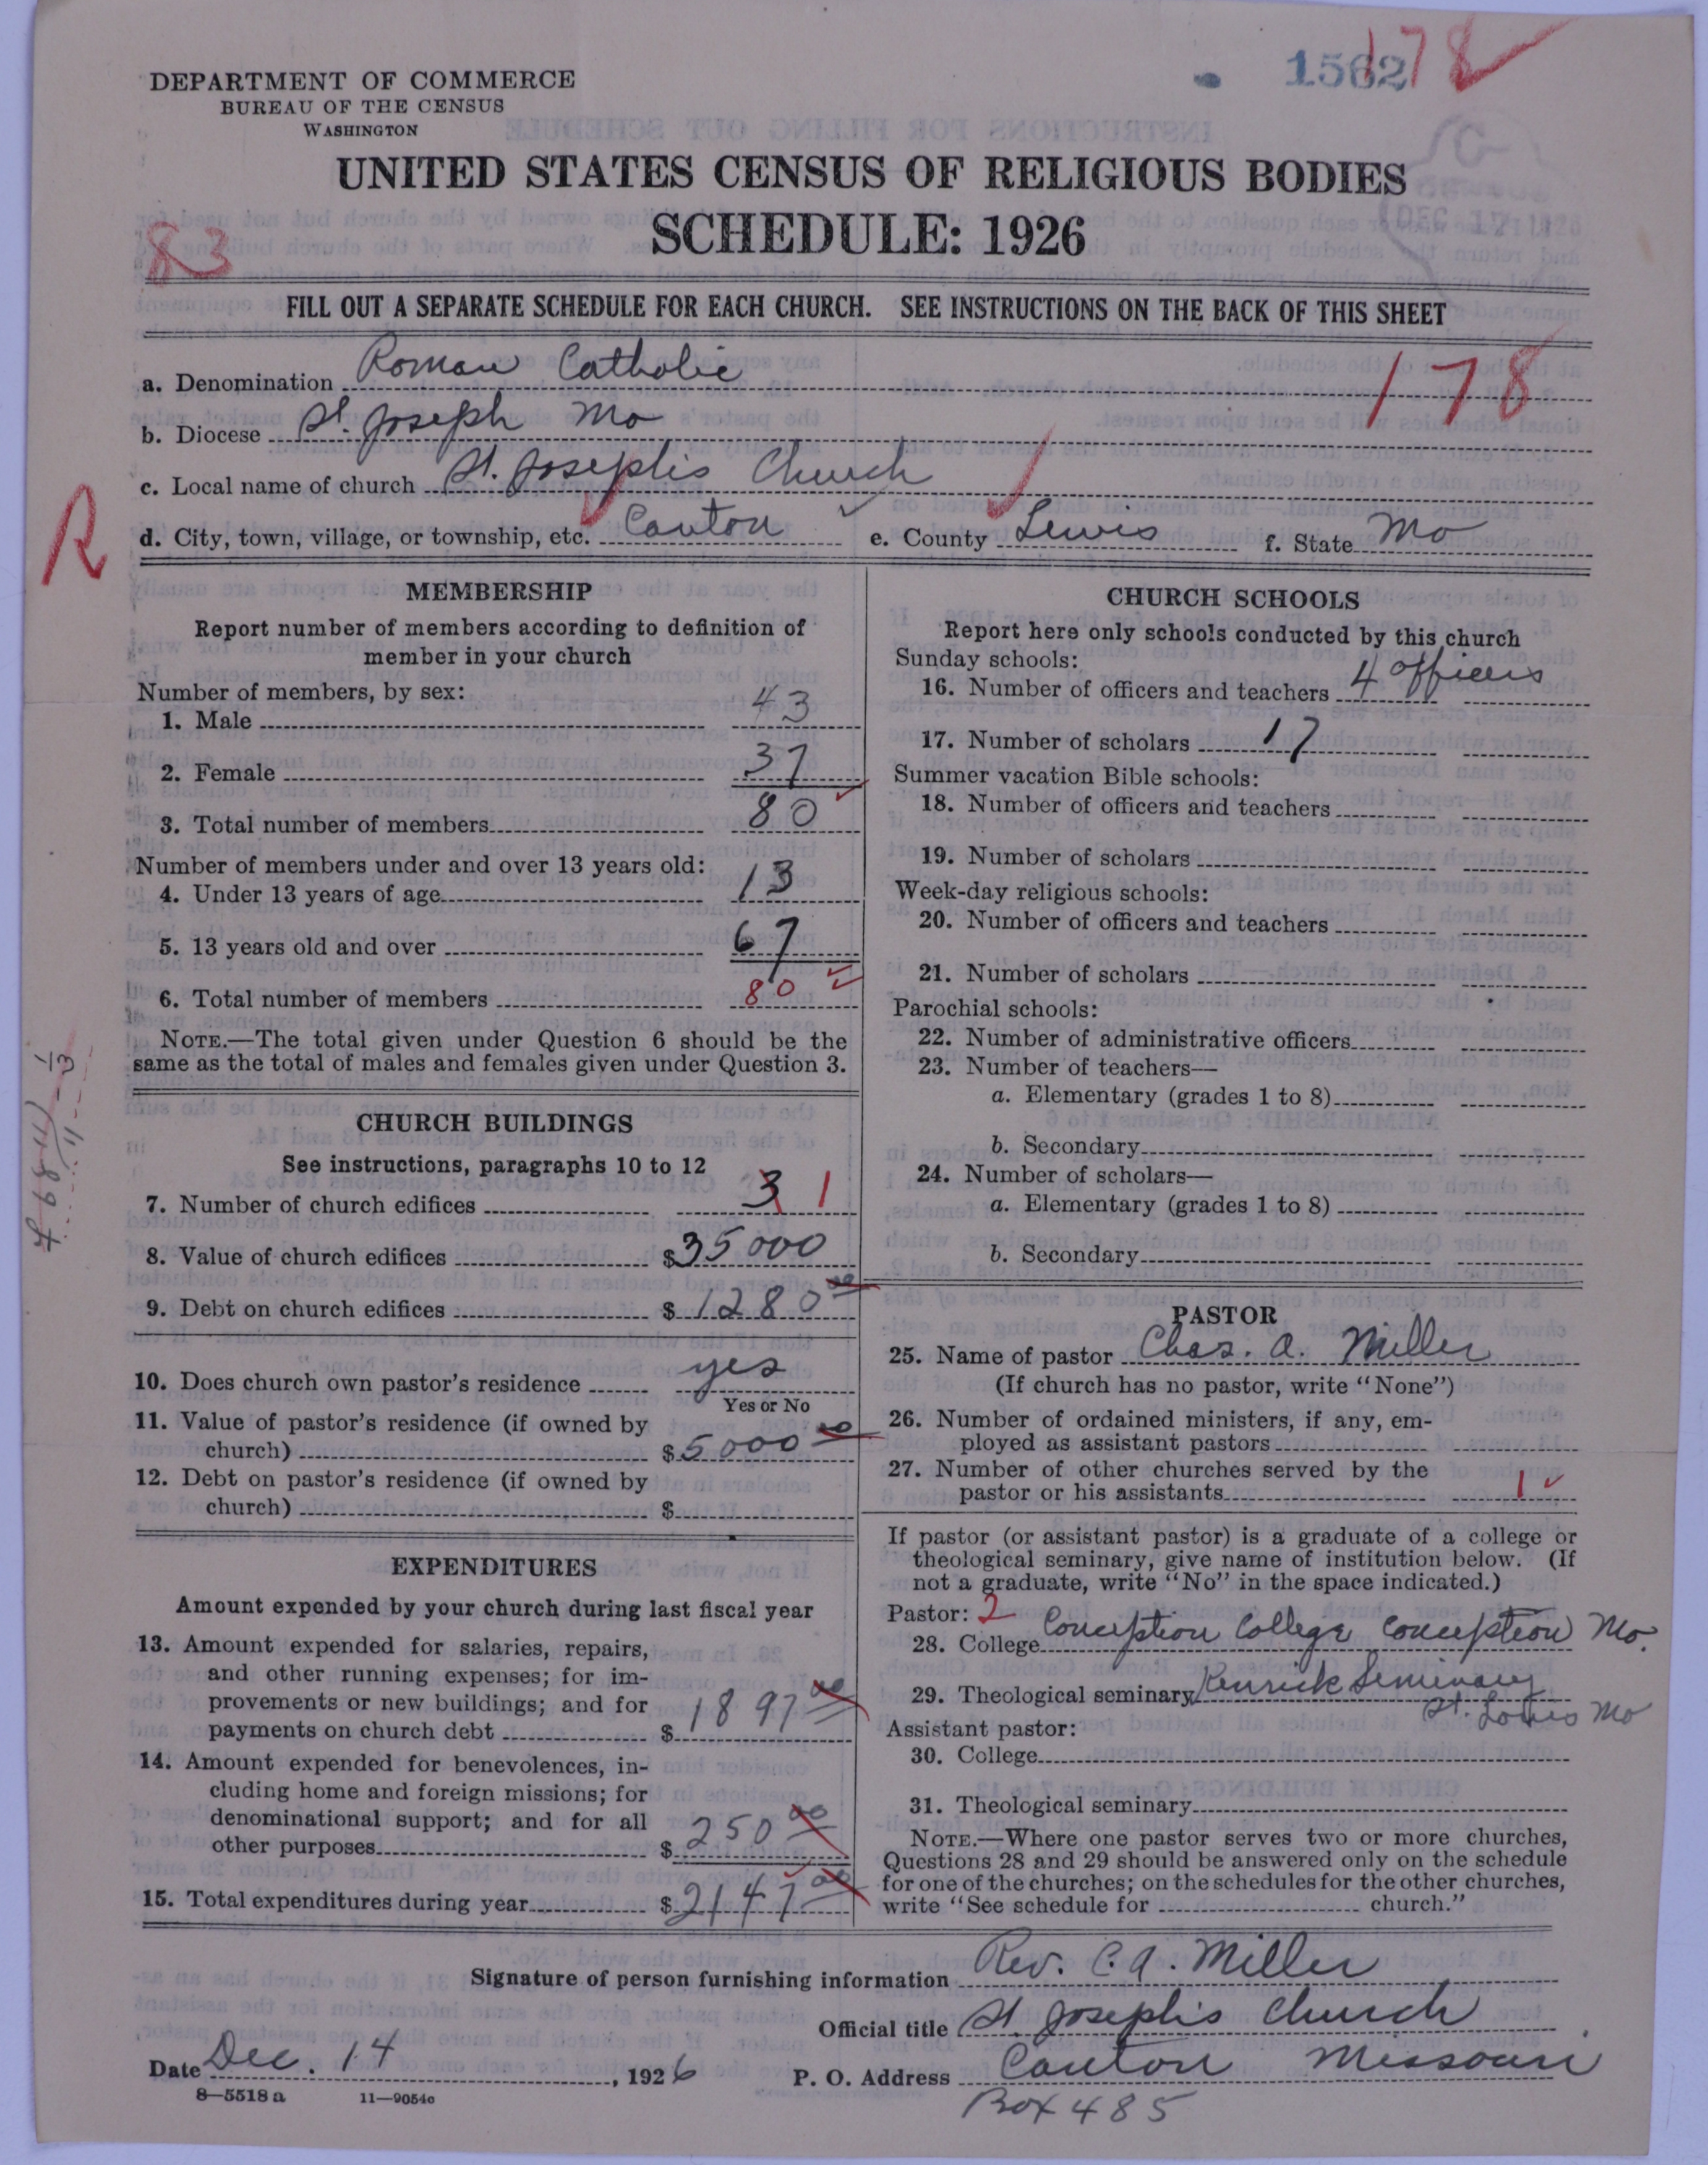 156278
178
DEPARTMENT OF COMMERCE
BUREAU OF THE CENSUS
WASHINGTON
UNITED STATES CENSUS OF RELIGIOUS BODIES
SCHEDULE: 1926
DEC 17 1926
83
FILL OUT A SEPARATE SCHEDULE FOR EACH CHURCH. SEE INSTRUCTIONS ON THE BACK OF THIS SHEET
a. Denomination Roman Catholic
178
b. Diocese St. Joseph Mo
c. Local name of church St. Joseph's Church
R
d. City, town, village, or township, etc. Canton e. County Lewis f. State Mo
MEMBERSHIP
Report number of members according to definition of
member in your church
Number of members, by sex:
1. Male 43
2. Female 37
3. Total number of members 80
Number of members under and over 13 years old:
4. Under 13 years of age 13
5. 13 years old and over 67
6. Total number of members 80
NOTE.—The total given under Question 6 should be the
same as the total of males and females given under Question 3.
CHURCH BUILDINGS
See instructions, paragraphs 10 to 12
7. Number of church edifices 3 1
8. Value of church edifices $35000
9. Debt on church edifices $1280 00
10. Does church own pastor's residence yes
Yes or No
11. Value of pastor's residence (if owned by
church) $5000 00
12. Debt on pastor's residence (if owned by
church) $
EXPENDITURES
Amount expended by your church during last fiscal year
13. Amount expended for salaries, repairs,
and other running expenses; for im-
provements or new buildings; and for
payments on church debt $1897 00
14. Amount expended for benevolences, in-
cluding home and foreign missions; for
denominational support; and for all
other purposes $250 00
15. Total expenditures during year $2147 00
CHURCH SCHOOLS
Report here only schools conducted by this church
Sunday schools:
16. Number of officers and teachers 4 officers
17. Number of scholars 17
Summer vacation Bible schools:
18. Number of officers and teachers
19. Number of scholars
Week-day religious schools:
20. Number of officers and teachers
21. Number of scholars
Parochial schools:
22. Number of administrative officers
23. Number of teachers—
a. Elementary (grades 1 to 8)
b. Secondary
24. Number of scholars—
a. Elementary (grades 1 to 8)
b. Secondary
PASTOR
25. Name of pastor Chas. A. Miller
(If church has no pastor, write "None")
26. Number of ordained ministers, if any, em-
ployed as assistant pastors
27. Number of other churches served by the
pastor or his assistants 1
If pastor (or assistant pastor) is a graduate of a college or
theological seminary, give name of institution below. (If
not a graduate, write "No" in the space indicated.)
Pastor: 2
28. College Conception College Conception Mo.
29. Theological seminary Kenrick Seminary
St. Louis Mo
Assistant pastor:
30. College
31. Theological seminary
NOTE.—Where one pastor serves two or more churches,
Questions 28 and 29 should be answered only on the schedule
for one of the churches; on the schedules for the other churches,
write "See schedule for church."
Signature of person furnishing information Rev. C. A. Miller
Official title St. Joseph's Church
Date Dec. 14, 1926 P. O. Address Canton Missouri
Box 485
8—5518 a 11—9054c